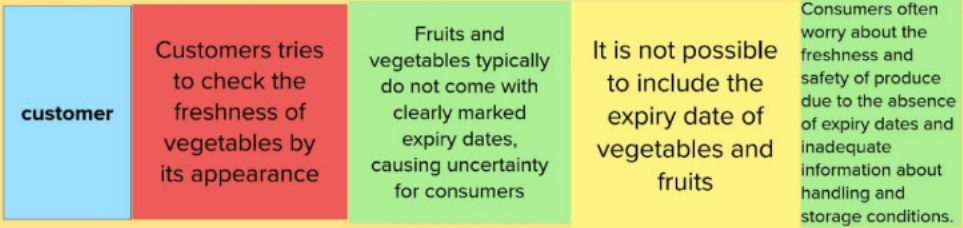 customer
Customers tries
to check the
freshness of
vegetables by
its appearance
Fruits and
vegetables typically
do not come with
clearly marked
expiry dates,
causing uncertainty
for consumers
It is not possible
to include the
expiry date of
vegetables and
fruits
Consumers often
worry about the
freshness and
safety of produce
due to the absence
of expiry dates and
inadequate
information about
handling and
storage conditions.